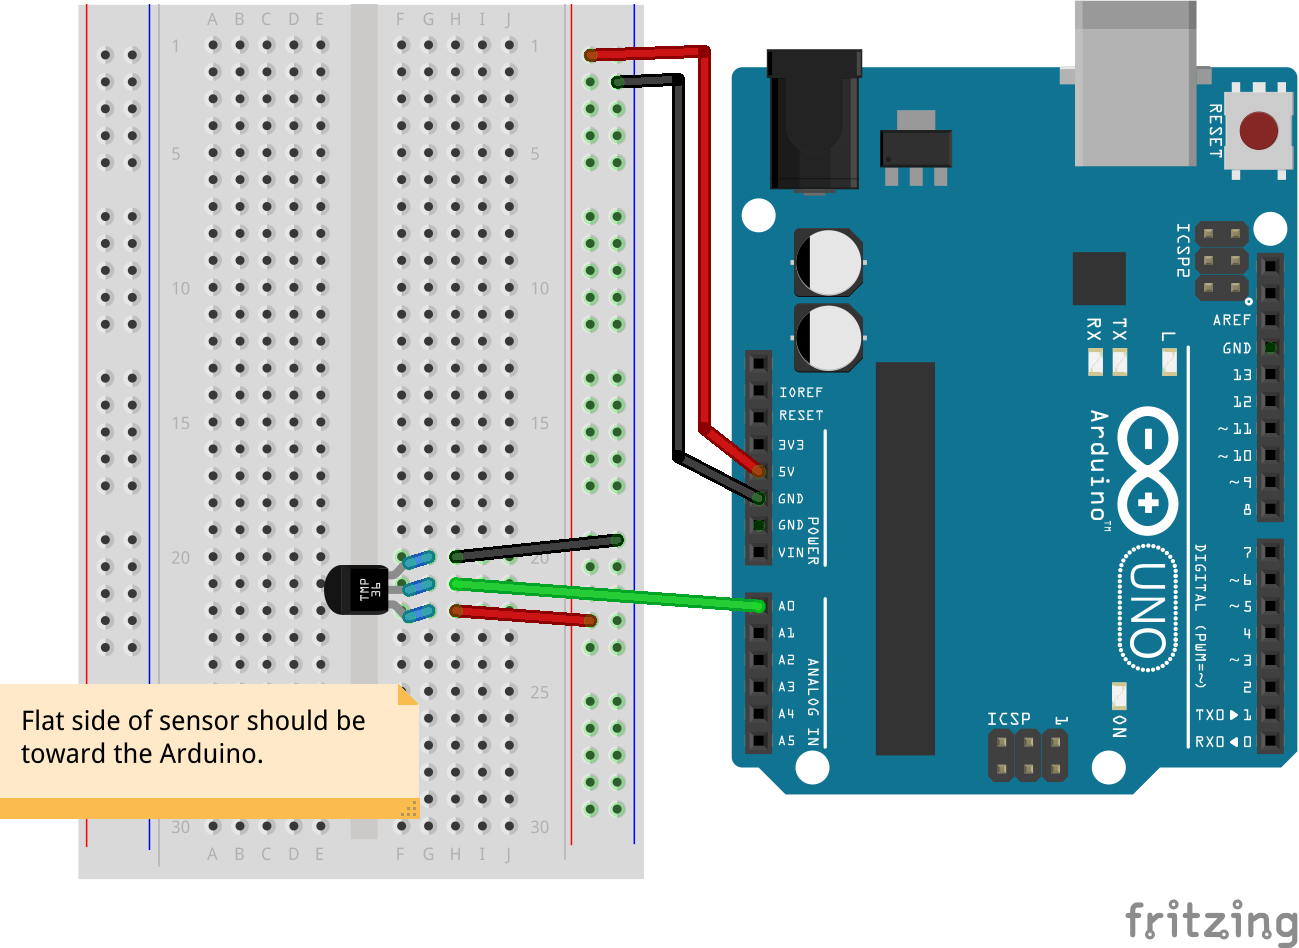 A B C D E F G H I J
1 1
5 5
10 10
15 15
20 20
25 25
30 30
A B C D E F G H I J
TMP
36
Flat side of sensor should be
toward the Arduino.
IOREF
RESET
3V3
5V
GND
GND
VIN
POWER
A0
A1
A2
A3
A4
A5
ANALOG IN
RESET
ICSP2
RX
TX
L
AREF
GND
13
12
~11
~10
~9
8
7
~6
~5
4
~3
2
TX0▶1
RX0◀0
DIGITAL (PWM=~)
Arduino™
UNO
ON
ICSP
1
fritzing